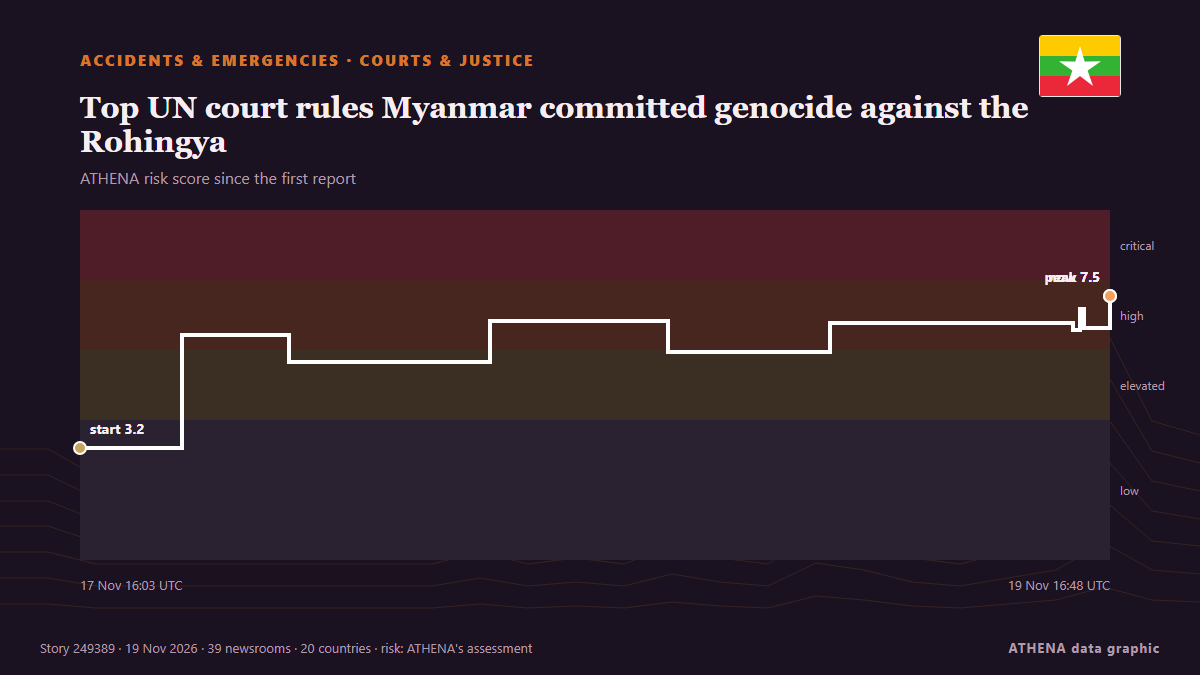 ACCIDENTS & EMERGENCIES · COURTS & JUSTICE
Top UN court rules Myanmar committed genocide against the
Rohingya
ATHENA risk score since the first report
critical
7.5
high
elevated
start 3.2
low
17 Nov 16:03 UTC
19 Nov 16:48 UTC
Story 249389 · 19 Nov 2026 · 39 newsrooms · 20 countries · risk: ATHENA's assessment
ATHENA data graphic